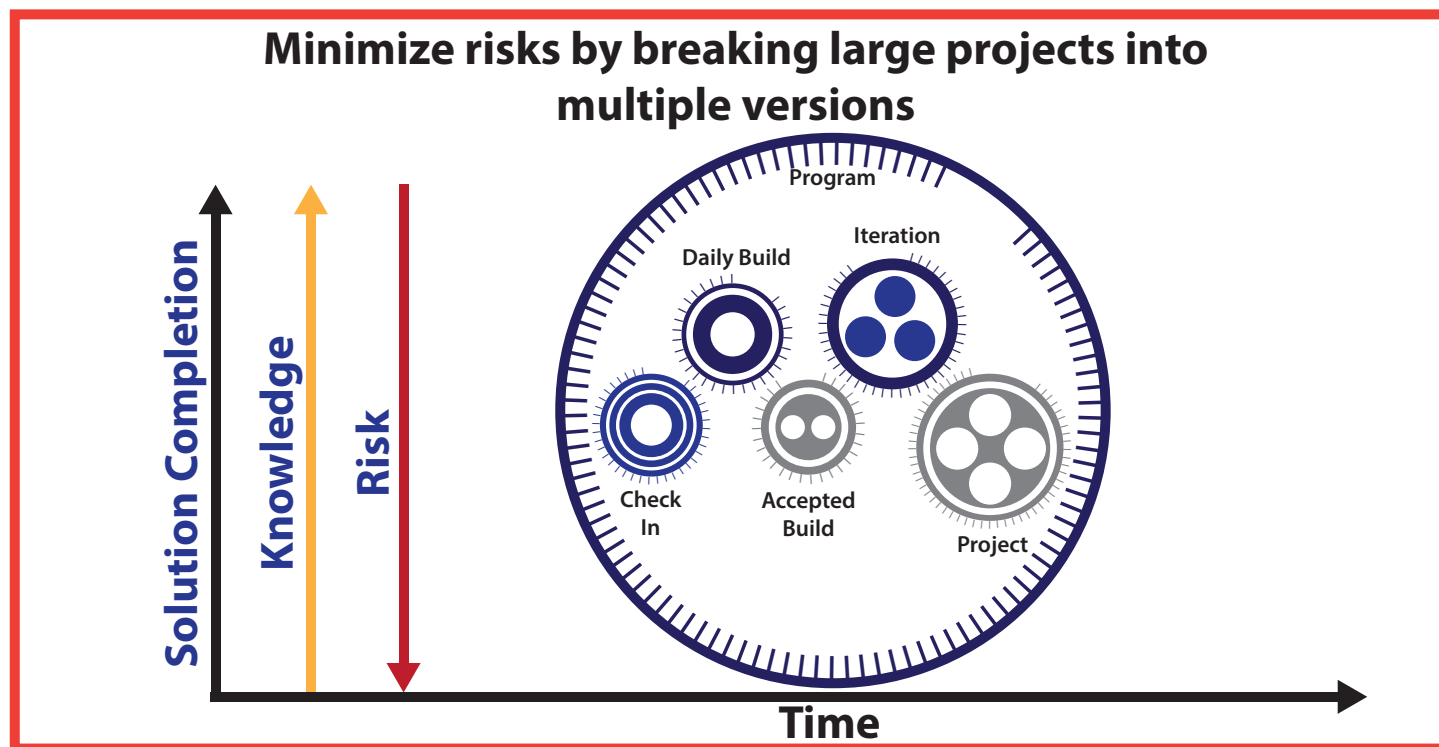 Minimize risks by breaking large projects into
multiple versions
Program
Iteration
Daily Build
Solution Completion
Knowledge
Risk
Check
In
Accepted
Build
Project
Time